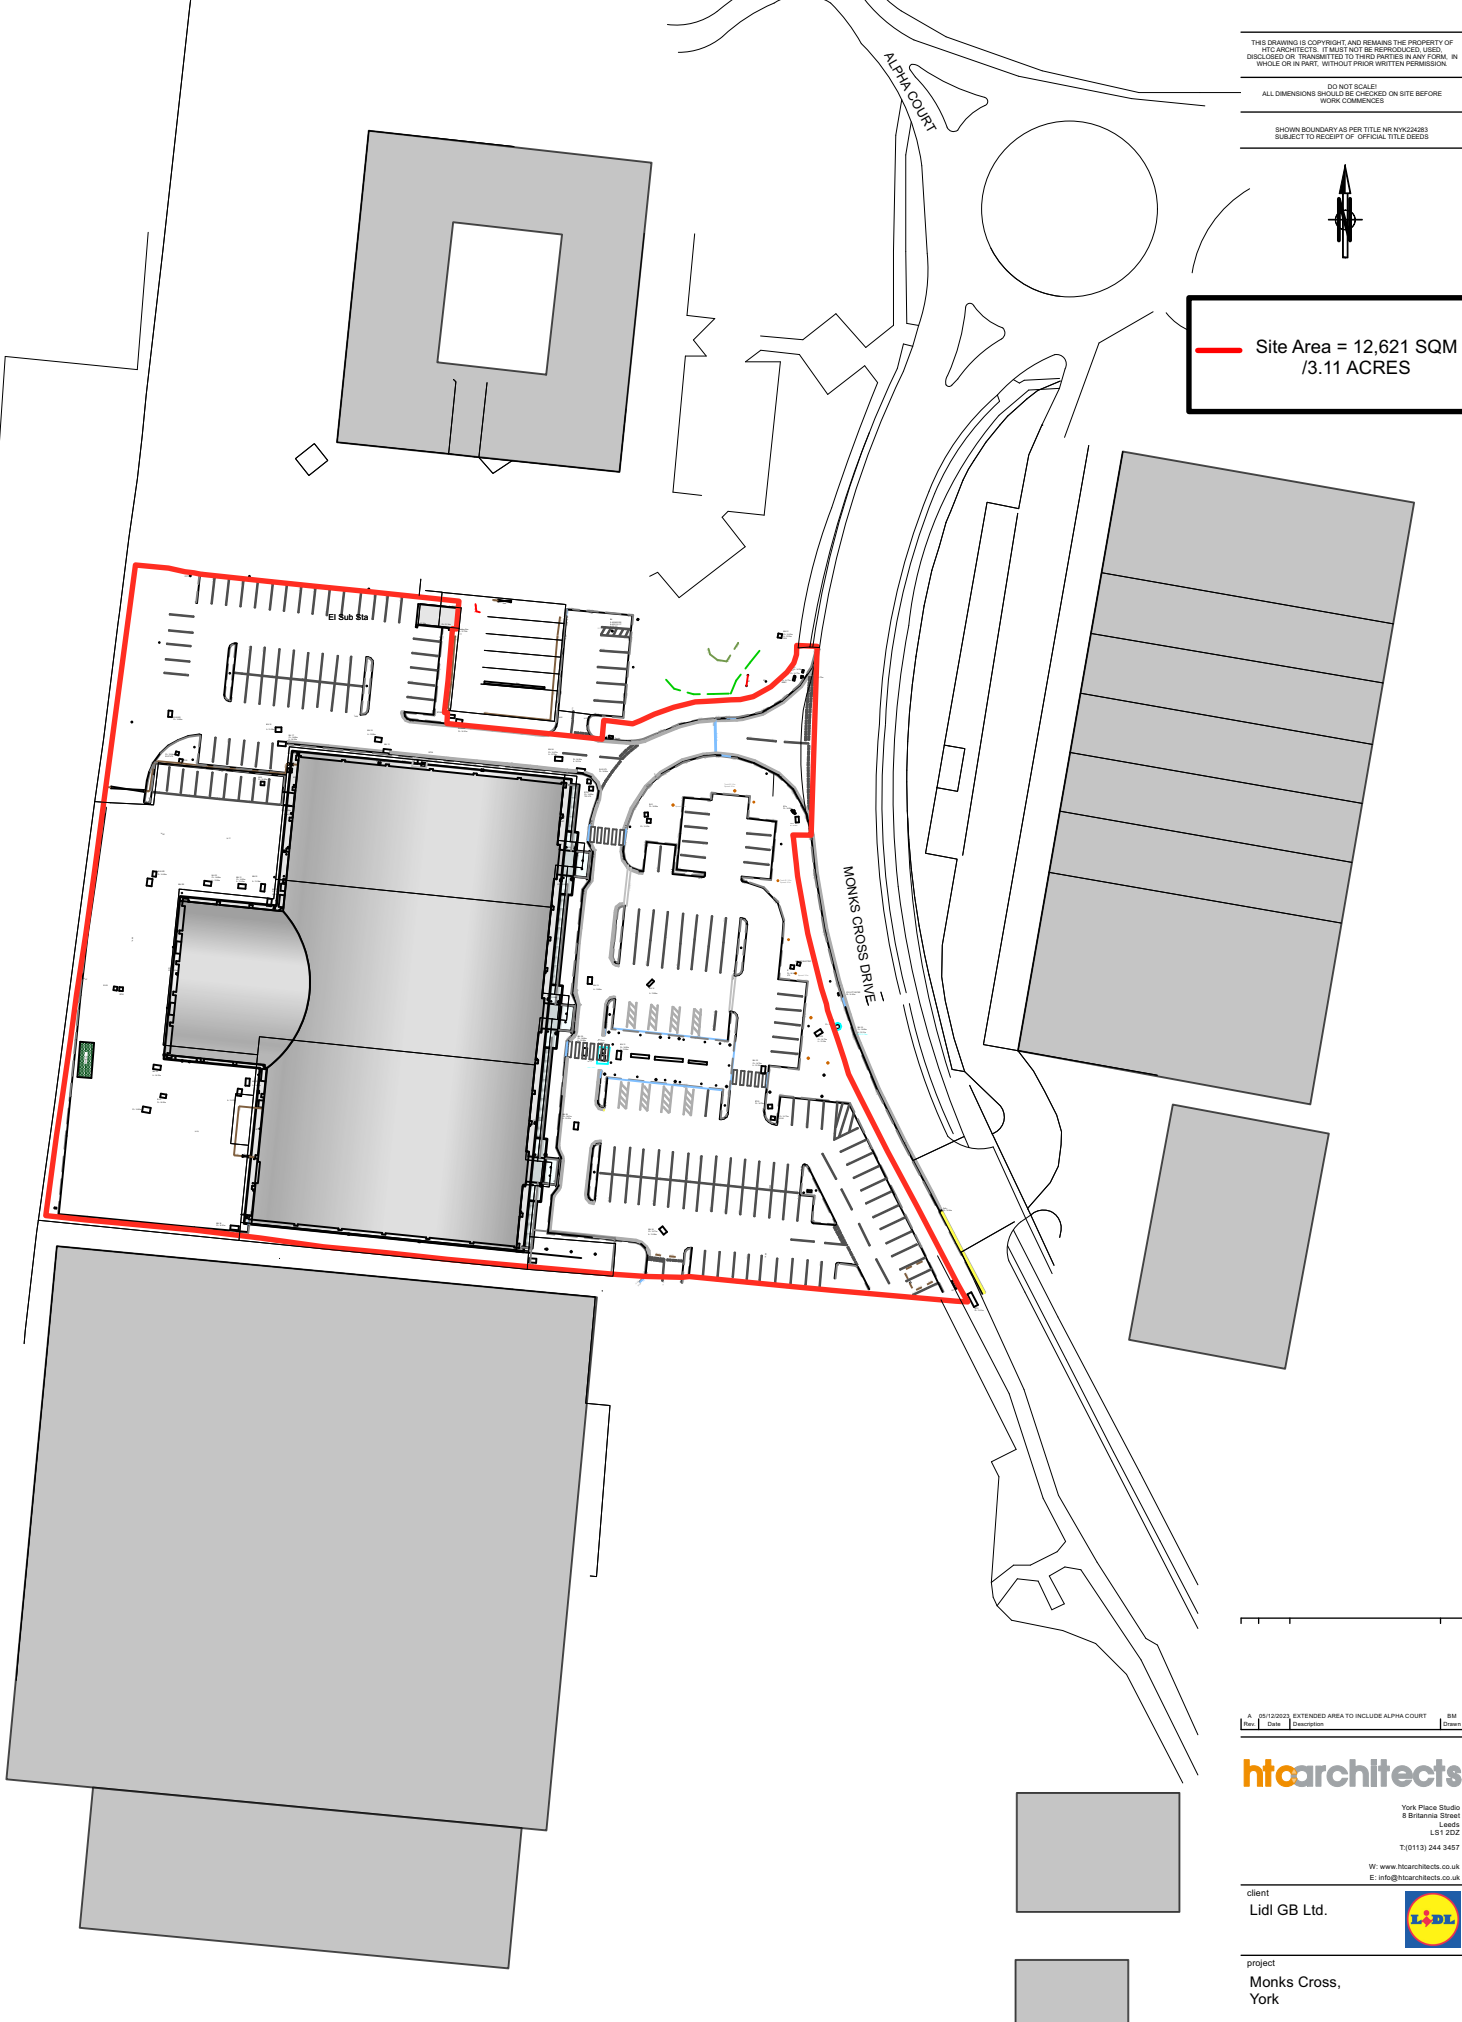 THIS DRAWING IS COPYRIGHT, AND REMAINS THE PROPERTY OF
HTC ARCHITECTS. IT MUST NOT BE REPRODUCED, USED,
DISCLOSED OR TRANSMITTED TO THIRD PARTIES IN ANY FORM, IN
WHOLE OR IN PART, WITHOUT PRIOR WRITTEN PERMISSION.
DO NOT SCALE!
ALL DIMENSIONS SHOULD BE CHECKED ON SITE BEFORE
WORK COMMENCES
SHOWN BOUNDARY AS PER TITLE NR NYK224283
SUBJECT TO RECEIPT OF OFFICIAL TITLE DEEDS
N
Site Area = 12,621 SQM
/3.11 ACRES
ALPHA COURT
El Sub Sta
MONKS CROSS DRIVE
A 05/12/2023 EXTENDED AREA TO INCLUDE ALPHA COURT BM
Rev. Date Description Drawn
htcarchitects
York Place Studio
8 Britannia Street
Leeds
LS1 2DZ
T:(0113) 244 3457
W: www.htcarchitects.co.uk
E: info@htcarchitects.co.uk
client
Lidl GB Ltd.
LIDL
project
Monks Cross,
York